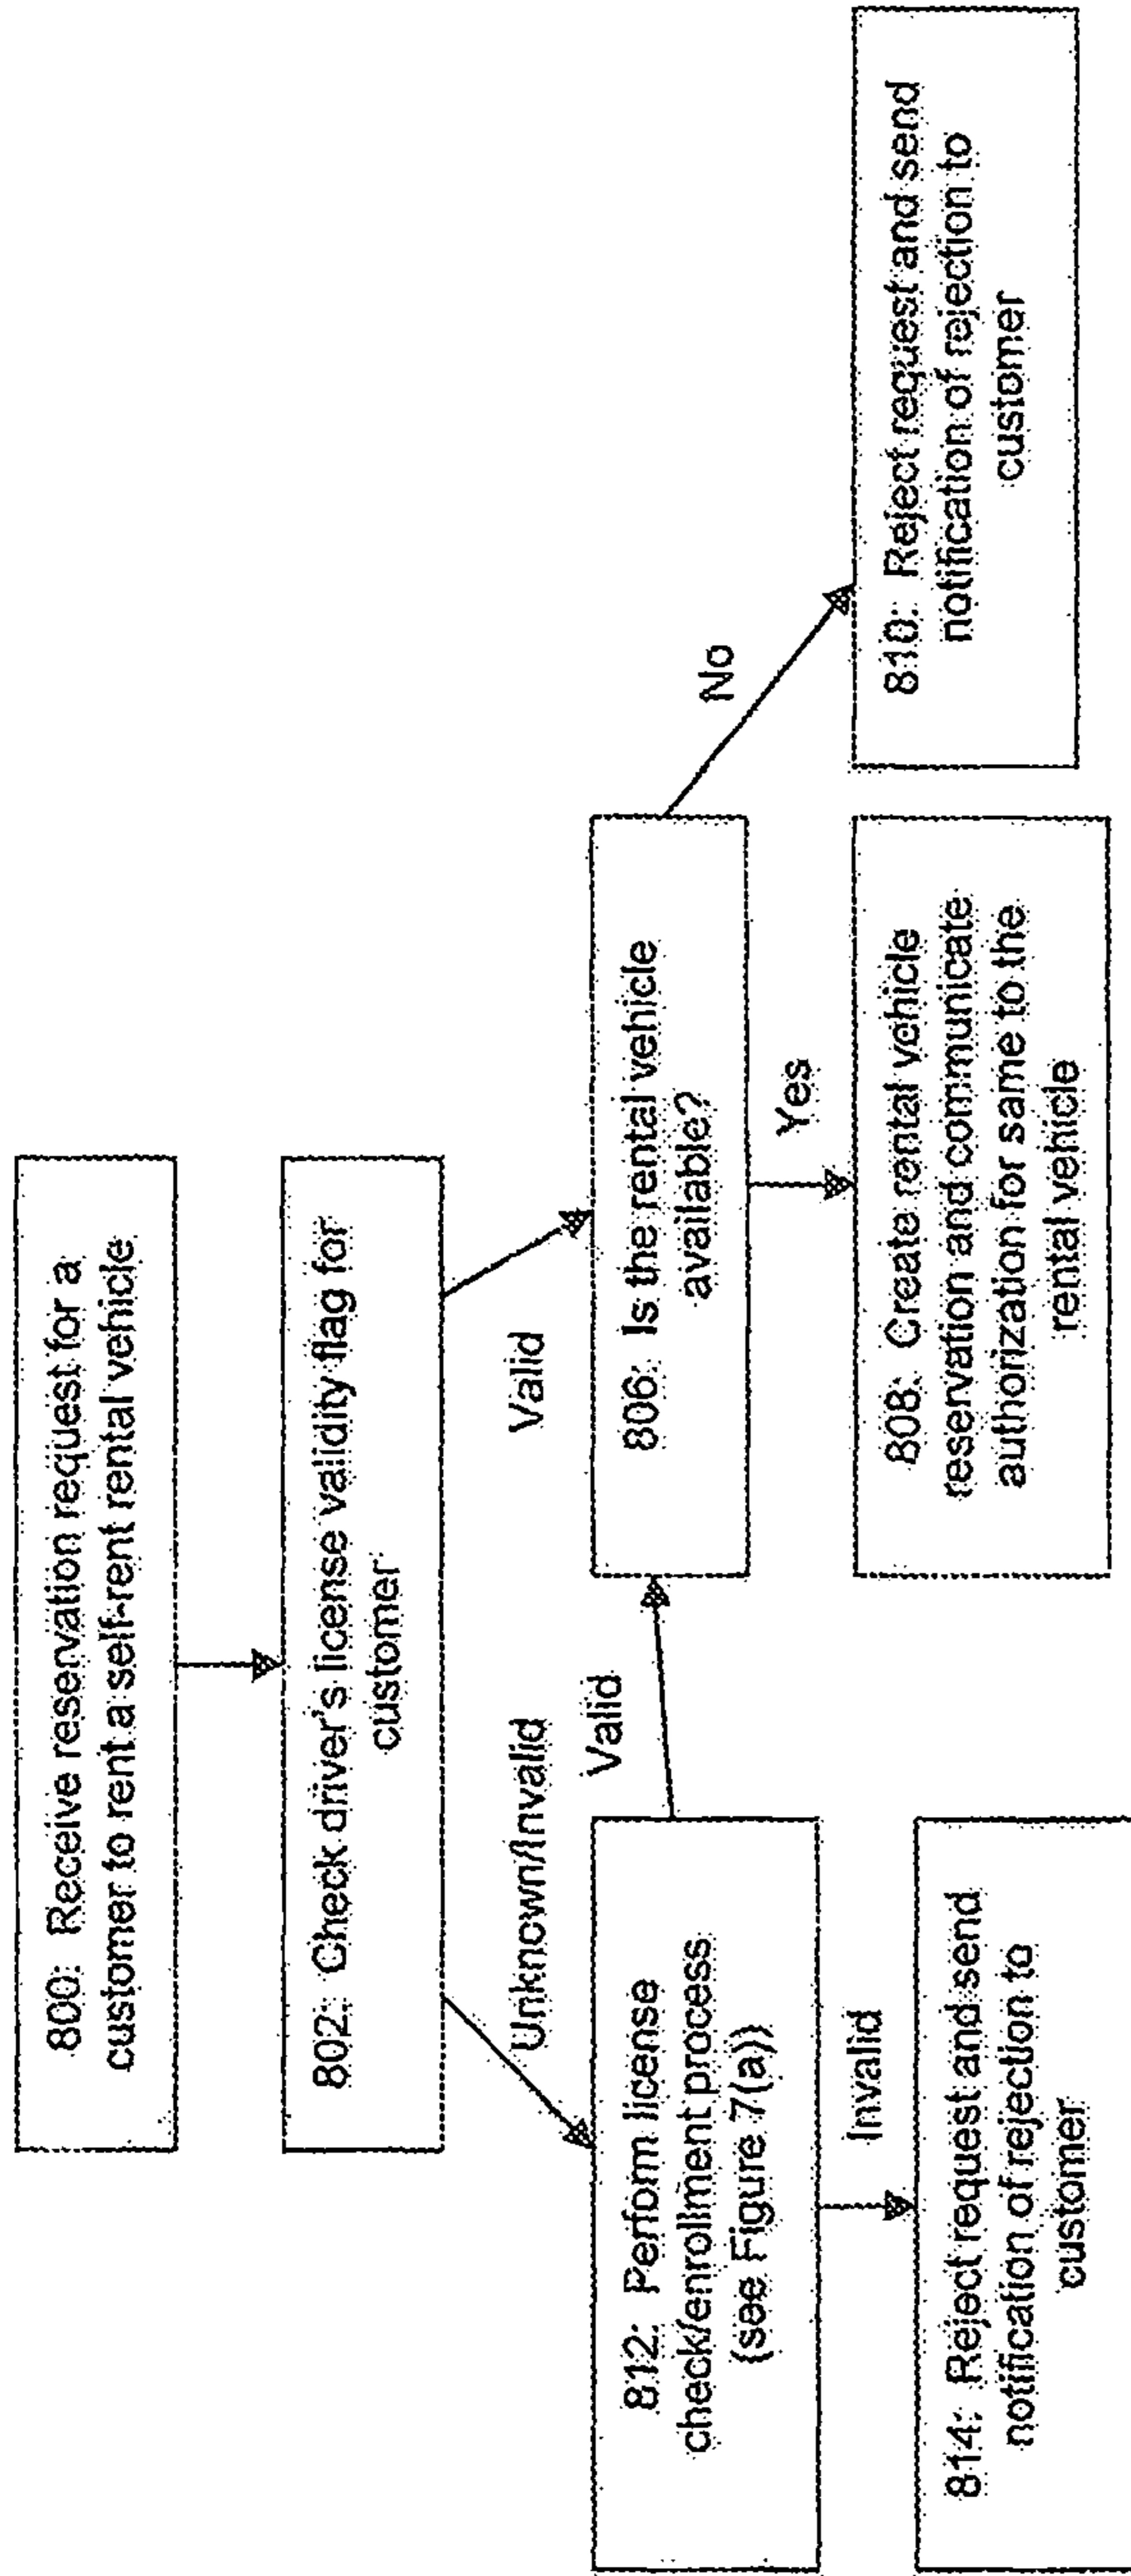 800: Receive reservation request for a
customer to rent a self-rent rental vehicle
802: Check driver's license validity flag for
customer
Unknown/Invalid
Valid
812: Perform license
check/enrollment process
(see Figure 7(a))
Valid
806: Is the rental vehicle
available?
Invalid
Yes
No
814: Reject request and send
notification of rejection to
customer
808: Create rental vehicle
reservation and communicate
authorization for same to the
rental vehicle
810: Reject request and send
notification of rejection to
customer